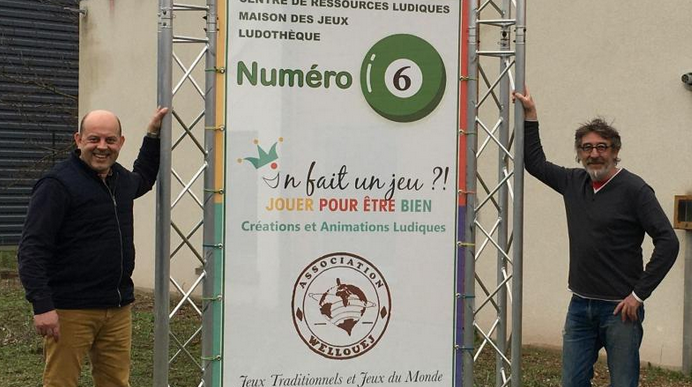 CENTRE DE RESSOURCES LUDIQUES
MAISON DES JEUX
LUDOTHÈQUE
Numéro 6
On fait un jeu ?!
JOUER POUR ÊTRE BIEN
Créations et Animations Ludiques
ASSOCIATION
WELLOUËJ
Jeux Traditionnels et Jeux du Monde